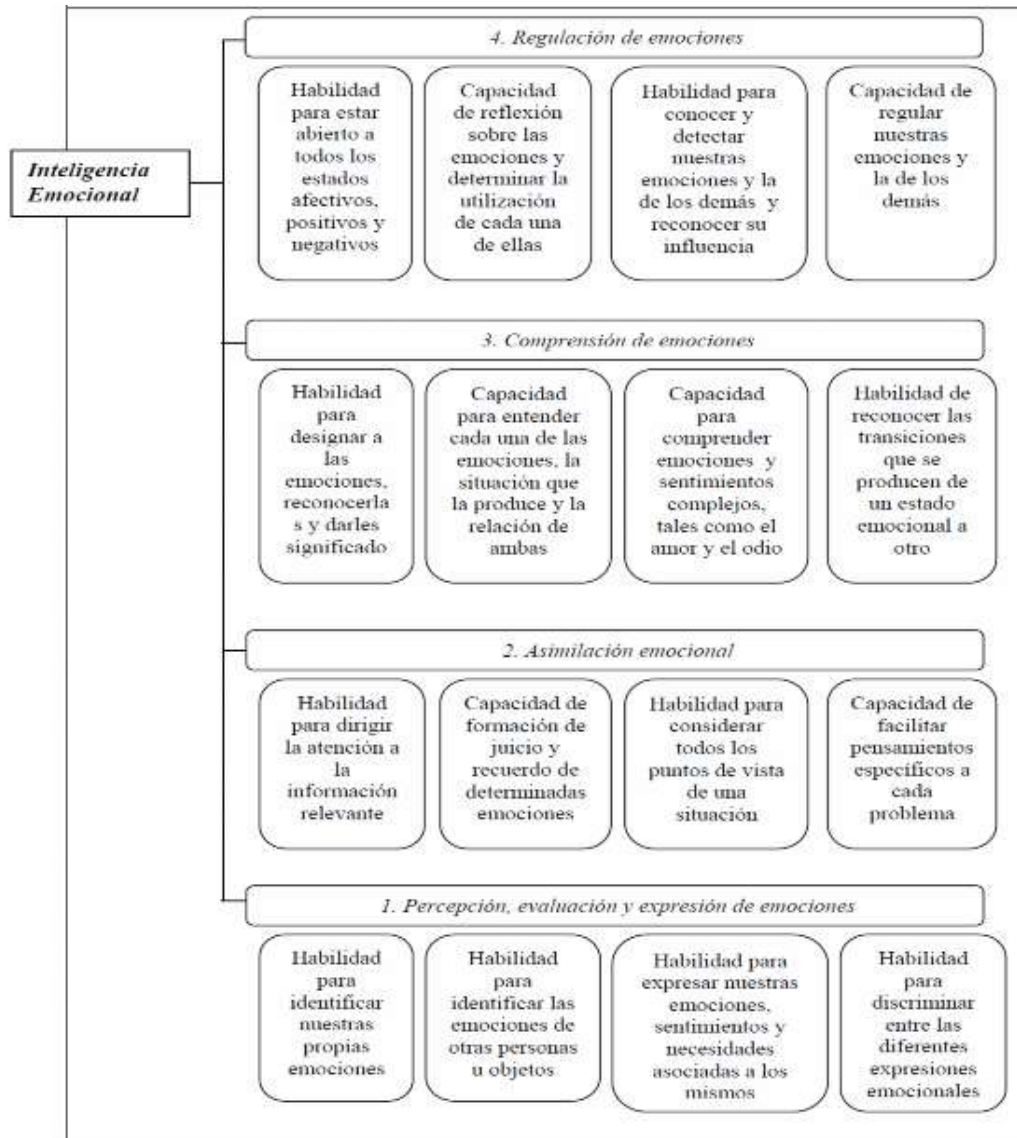 4. Regulación de emociones
Habilidad
para estar
abierto a
todos los
estados
afectivos,
positivos y
negativos
Capacidad
de reflexión
sobre las
emociones y
determinar la
utilización
de cada una
de ellas
Habilidad para
conocer y
detectar
nuestras
emociones y la
de los demás y
reconocer su
influencia
Capacidad de
regular
nuestras
emociones y
la de los
demás
Inteligencia
Emocional
3. Comprensión de emociones
Habilidad
para
designar a
las
emociones,
reconocerla
s y darles
significado
Capacidad
para entender
cada una de las
emociones, la
situación que
la produce y la
relación de
ambas
Capacidad
para
comprender
emociones y
sentimientos
complejos,
tales como el
amor y el odio
Habilidad de
reconocer las
transiciones
que se
producen de
un estado
emocional a
otro
2. Asimilación emocional
Habilidad
para dirigir
la atención a
la
información
relevante
Capacidad de
formación de
juicio y
recuerdo de
determinadas
emociones
Habilidad para
considerar
todos los
puntos de vista
de una
situación
Capacidad de
facilitar
pensamientos
específicos a
cada
problema
1. Percepción, evaluación y expresión de emociones
Habilidad
para
identificar
nuestras
propias
emociones
Habilidad
para
identificar las
emociones de
otras personas
u objetos
Habilidad para
expresar nuestras
emociones,
sentimientos y
necesidades
asociadas a los
mismos
Habilidad
para
discriminar
entre las
diferentes
expresiones
emocionales